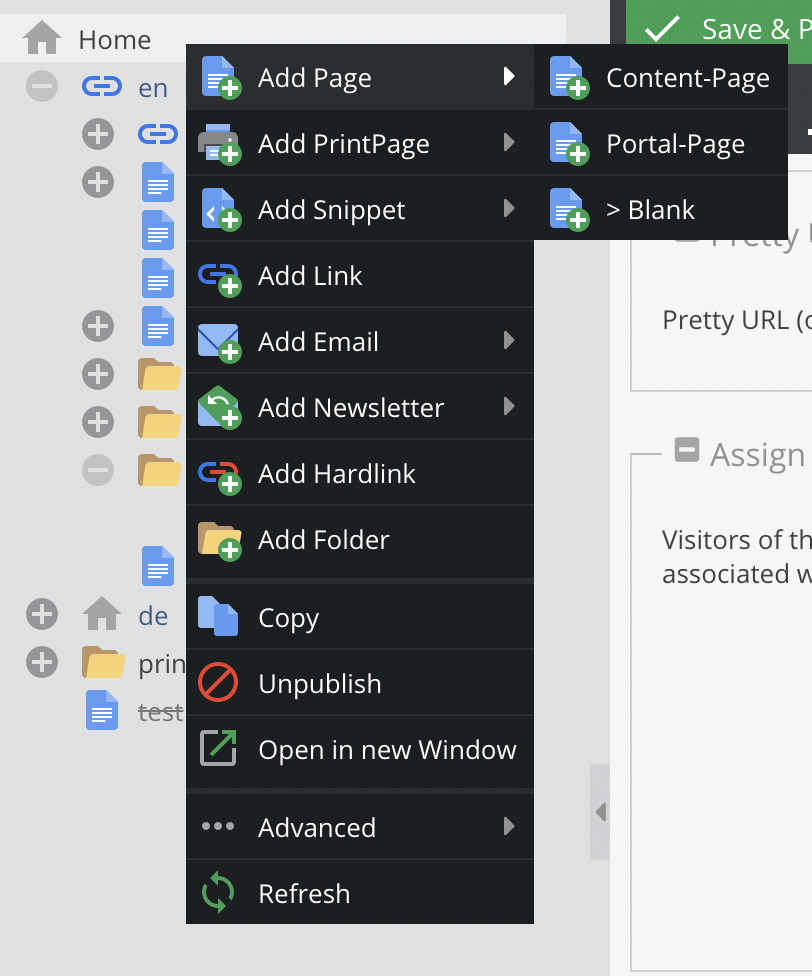 Home
en
de
prin
test
Add Page
Add PrintPage
Add Snippet
Add Link
Add Email
Add Newsletter
Add Hardlink
Add Folder
Copy
Unpublish
Open in new Window
Advanced
Refresh
Content-Page
Portal-Page
> Blank
Save & P
Pretty U
Pretty URL (o
Assign
Visitors of th
associated w